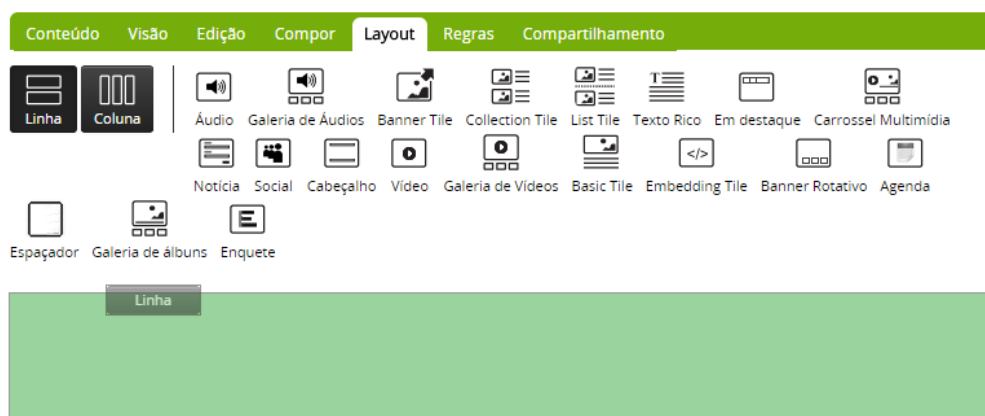 Conteúdo Visão Edição Compor Layout Regras Compartilhamento
Linha Coluna Áudio Galeria de Áudios Banner Tile Collection Tile List Tile Texto Rico Em destaque Carrossel Multimídia
Notícia Social Cabeçalho Vídeo Galeria de Vídeos Basic Tile Embedding Tile Banner Rotativo Agenda
Espaçador Galeria de álbuns Enquete
Linha